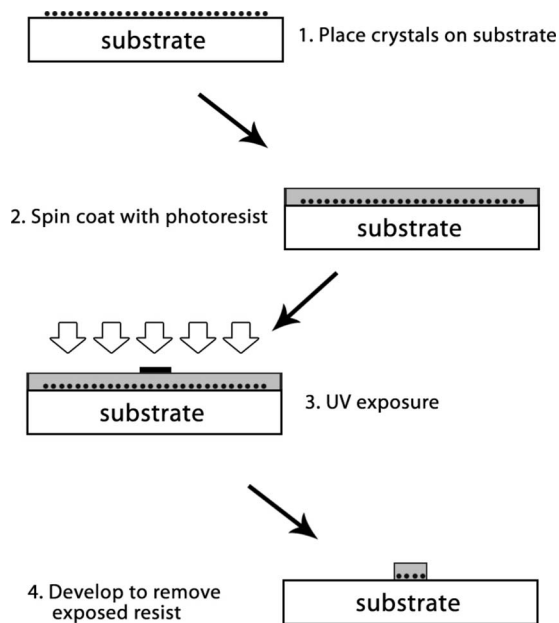 substrate
1. Place crystals on substrate
2. Spin coat with photoresist
substrate
substrate
3. UV exposure
4. Develop to remove
exposed resist
substrate